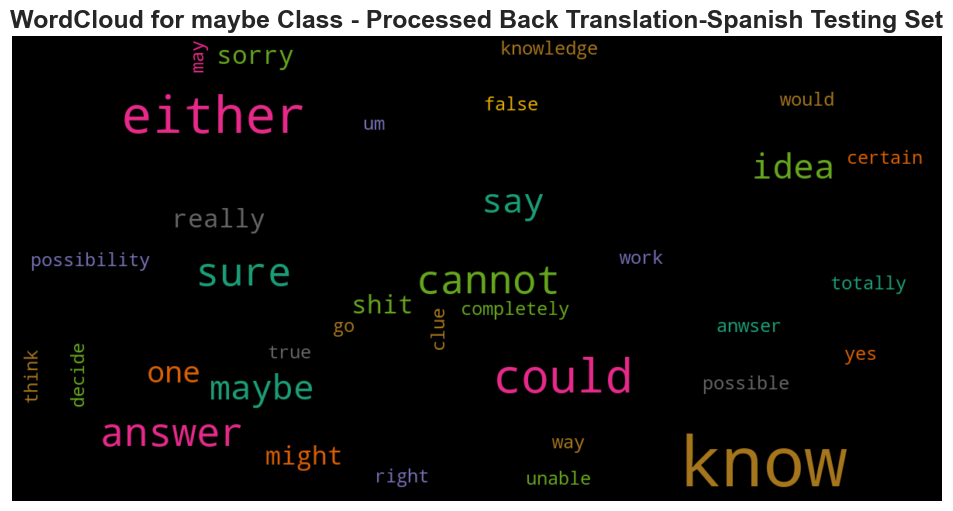 WordCloud for maybe Class - Processed Back Translation-Spanish Testing Set
may
sorry
knowledge
either
um
false
would
idea
certain
say
really
possibility
sure
cannot
work
totally
shit
completely
go
clue
anwser
think
decide
true
one
maybe
could
possible
yes
answer
might
right
way
unable
know